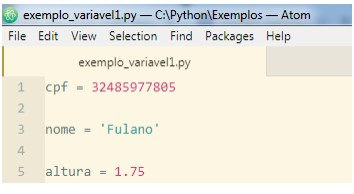 exemplo_variavel1.py — C:\Python\Exemplos — Atom
File Edit View Selection Find Packages Help
exemplo_variavel1.py
1 cpf = 32485977805
2
3 nome = 'Fulano'
4
5 altura = 1.75